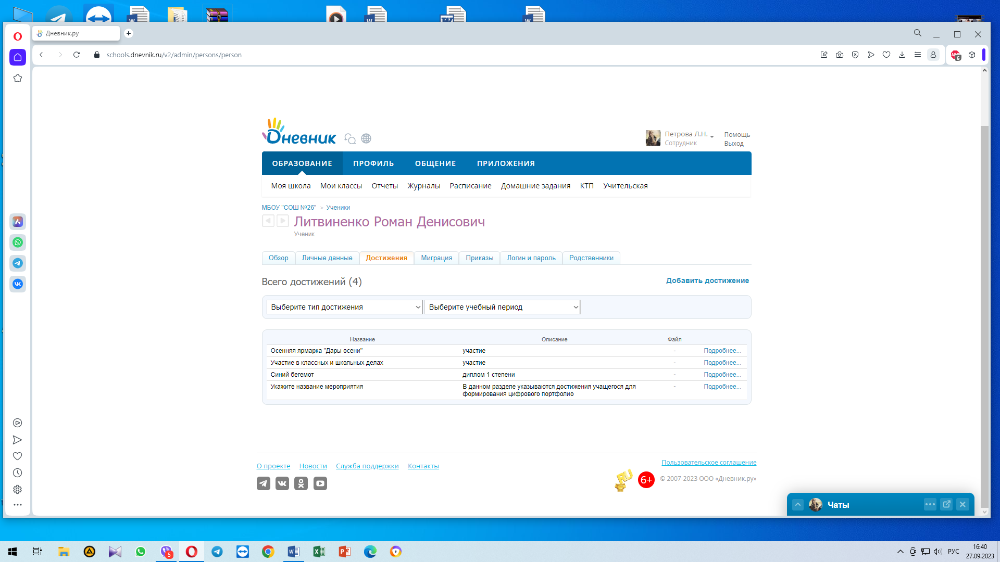 Дневник.ру
schools.dnevnik.ru/v2/admin/persons/person
ABP 6
Дневник
Петрова Л.Н.
Сотрудник
Помощь
Выход
ОБРАЗОВАНИЕ ПРОФИЛЬ ОБЩЕНИЕ ПРИЛОЖЕНИЯ
Моя школа Мои классы Отчеты Журналы Расписание Домашние задания КТП Учительская
МБОУ "СОШ №26" > Ученики
Литвиненко Роман Денисович
Ученик
Обзор Личные данные Достижения Миграция Приказы Логин и пароль Родственники
Всего достижений (4)
Добавить достижение
Выберите тип достижения Выберите учебный период
Название Описание Файл
Осенняя ярмарка "Дары осени" участие - Подробнее...
Участие в классных и школьных делах участие - Подробнее...
Синий бегемот диплом 1 степени - Подробнее...
Укажите название мероприятия В данном разделе указываются достижения учащегося для - Подробнее...
формирования цифрового портфолио
О проекте Новости Служба поддержки Контакты
Пользовательское соглашение
RU
6+
© 2007-2023 ООО «Дневник.ру»
Чаты
5
РУС
16:40
27.09.2023